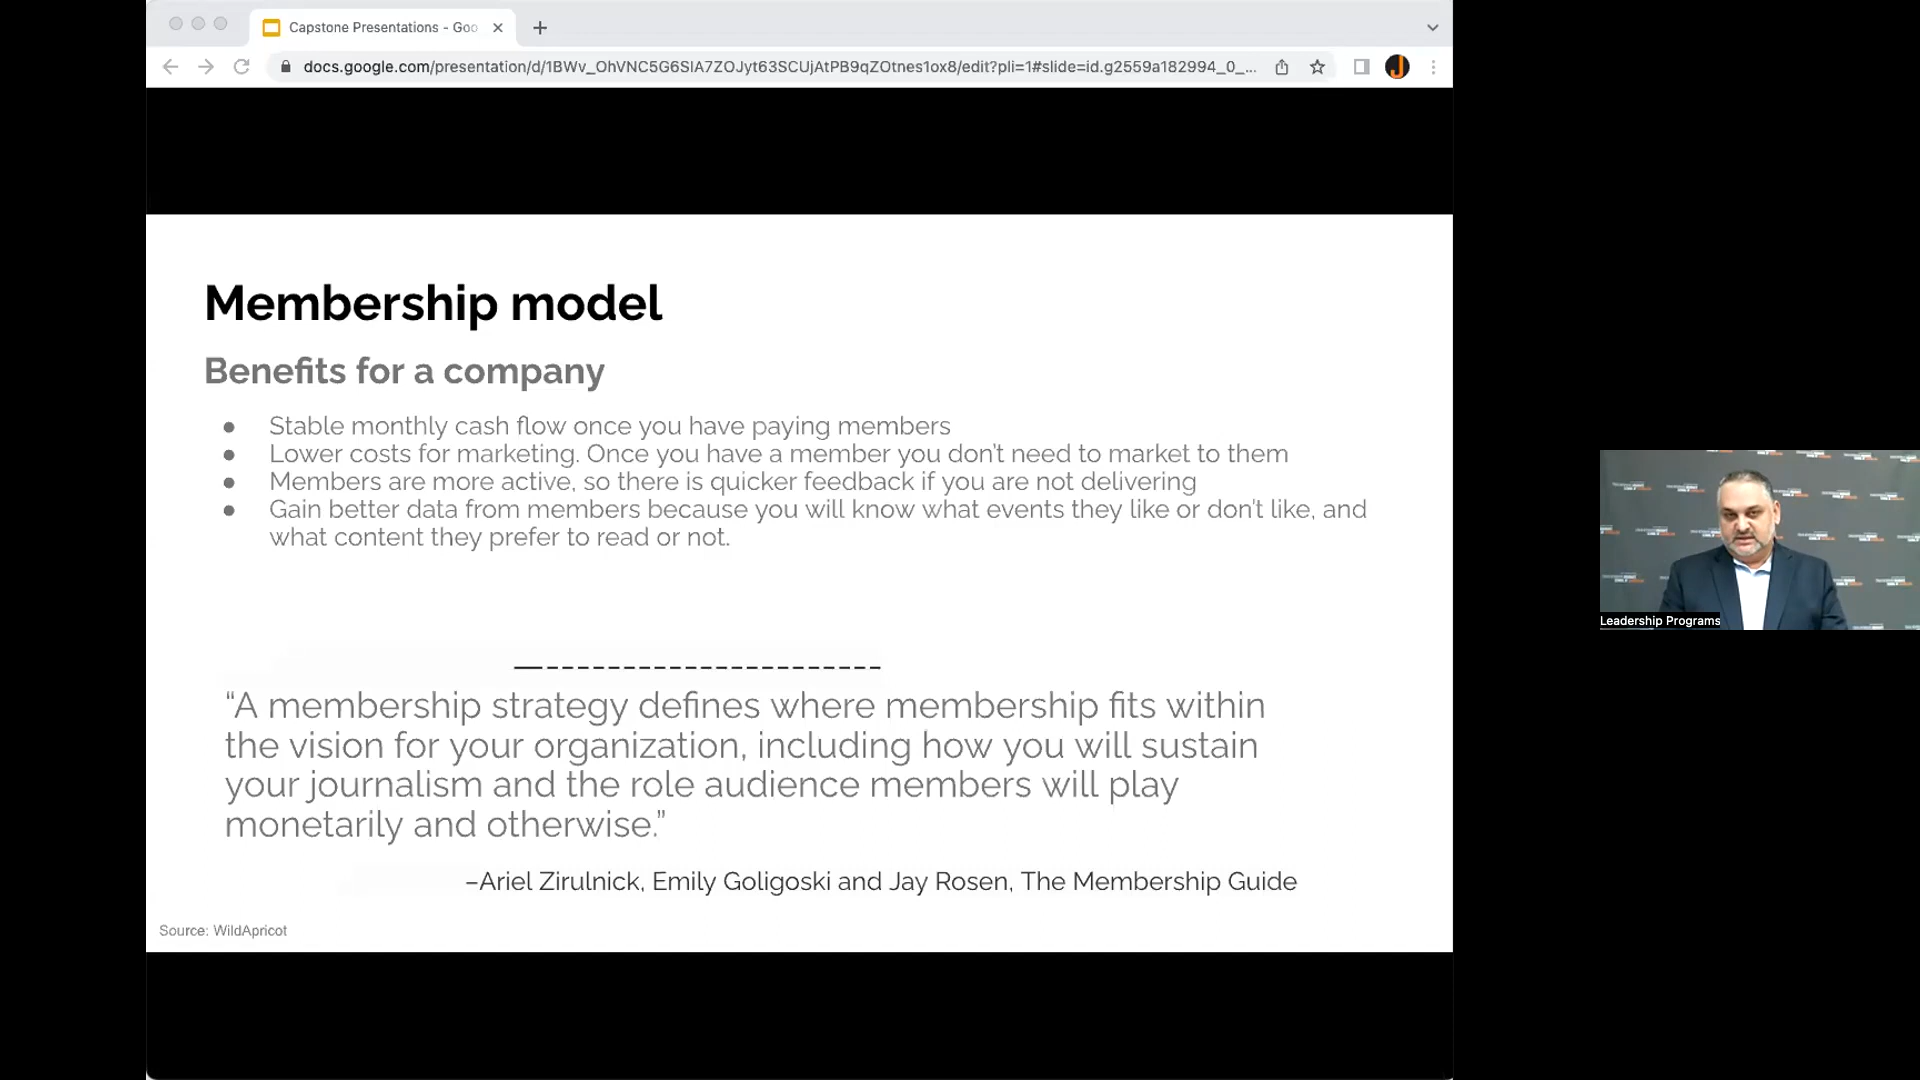 Capstone Presentations - Goo
docs.google.com/presentation/d/1BWv_OhVNC5G6SlA7ZOJyt63SCUjAtPB9qZOtnes1ox8/edit?pli=1#slide=id.g2559a182994_0_...
Membership model
Benefits for a company
● Stable monthly cash flow once you have paying members
● Lower costs for marketing. Once you have a member you don't need to market to them
● Members are more active, so there is quicker feedback if you are not delivering
● Gain better data from members because you will know what events they like or don't like, and
what content they prefer to read or not.
“A membership strategy defines where membership fits within
the vision for your organization, including how you will sustain
your journalism and the role audience members will play
monetarily and otherwise.”
–Ariel Zirulnick, Emily Goligoski and Jay Rosen, The Membership Guide
Source: WildApricot
Leadership Programs